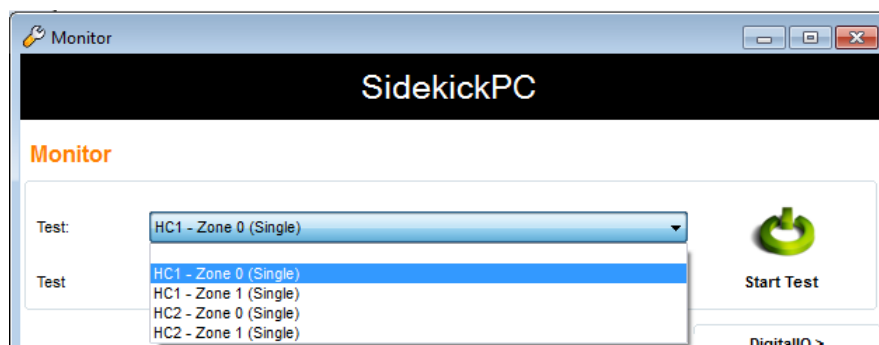 Monitor
SidekickPC
Monitor
Test:
HC1 - Zone 0 (Single)
HC1 - Zone 0 (Single)
HC1 - Zone 1 (Single)
HC2 - Zone 0 (Single)
HC2 - Zone 1 (Single)
Test
Start Test
DigitalIO >